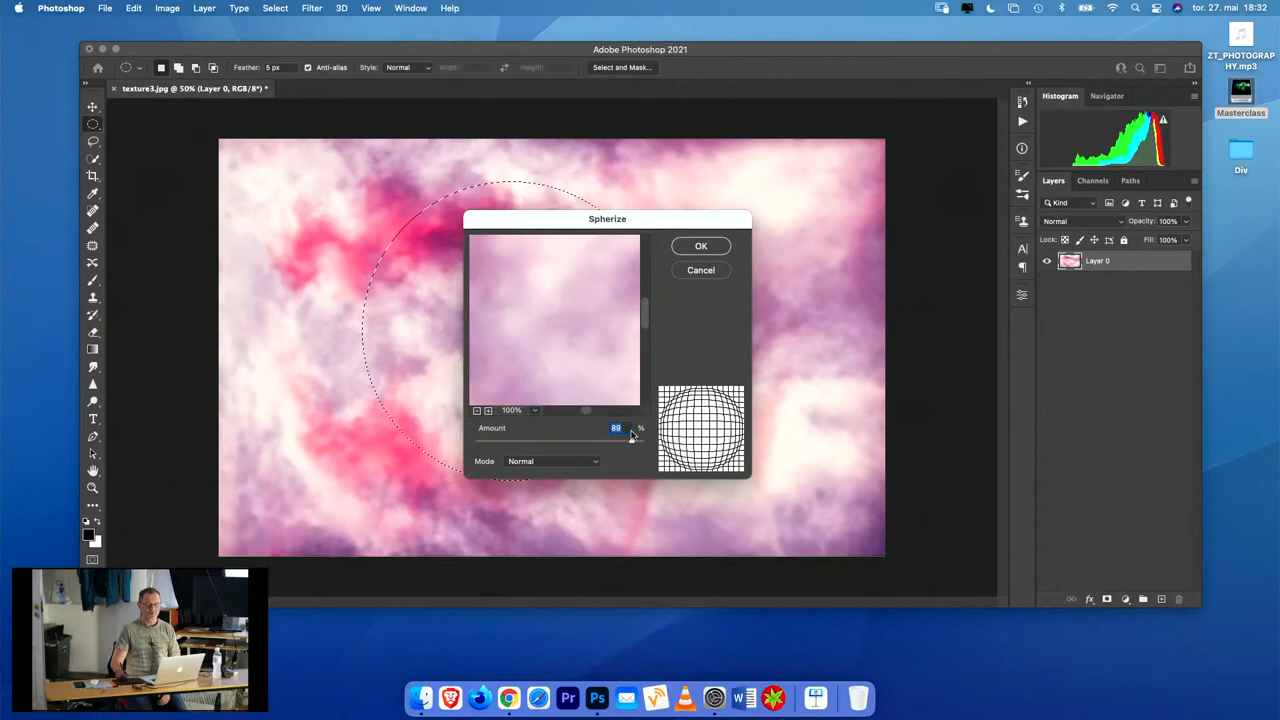 Photoshop File Edit Image Layer Type Select Filter 3D View Window Help
tor. 27. mai 18:32
Adobe Photoshop 2021
Feather: 5 px Anti-alias Style: Normal Width: Height: Select and Mask...
texture3.jpg @ 50% (Layer 0, RGB/8*) *
Spherize
OK
Cancel
100%
Amount 89 %
Mode Normal
Histogram Navigator
Layers Channels Paths
Kind
Normal Opacity: 100%
Lock: Fill: 100%
Layer 0
fx
ZT_PHOTOGRAP
HY.mp3
Masterclass
Div
Pr Ps W